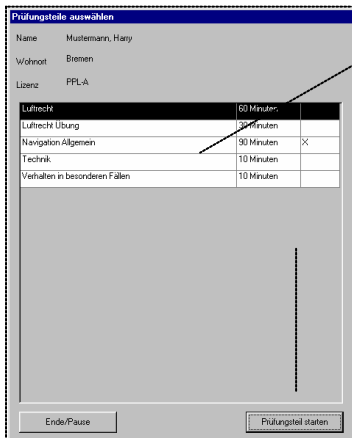 Prüfungsteile auswählen
Name Mustermann, Harry
Wohnort Bremen
Lizenz PPL-A
Luftrecht 60 Minuten
Luftrecht Übung 30 Minuten
Navigation Allgemein 90 Minuten X
Technik 10 Minuten
Verhalten in besonderen Fällen 10 Minuten
Ende/Pause Prüfungsteil starten